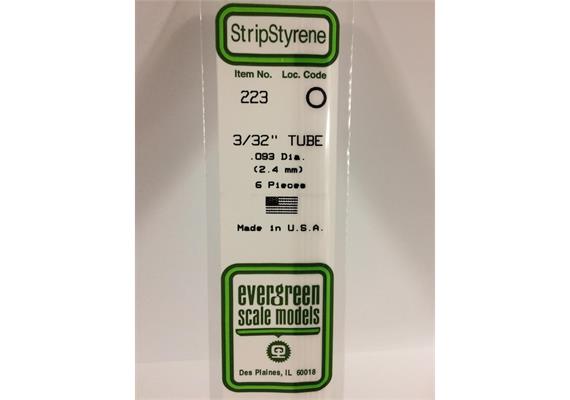 StripStyrene
Item No. Loc. Code
223
3/32" TUBE
.093 Dia.
(2.4 mm)
6 Pieces
Made in U.S.A.
evergreen
scale models
Des Plaines, IL 60018